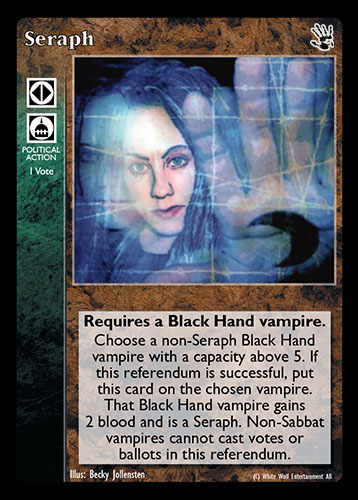 Seraph
POLITICAL
ACTION
1 Vote
Requires a Black Hand vampire.
Choose a non-Seraph Black Hand
vampire with a capacity above 5. If
this referendum is successful, put
this card on the chosen vampire.
That Black Hand vampire gains
2 blood and is a Seraph. Non-Sabbat
vampires cannot cast votes or
ballots in this referendum.
Illus: Becky Jollensten
(C) White Wolf Entertainment AB